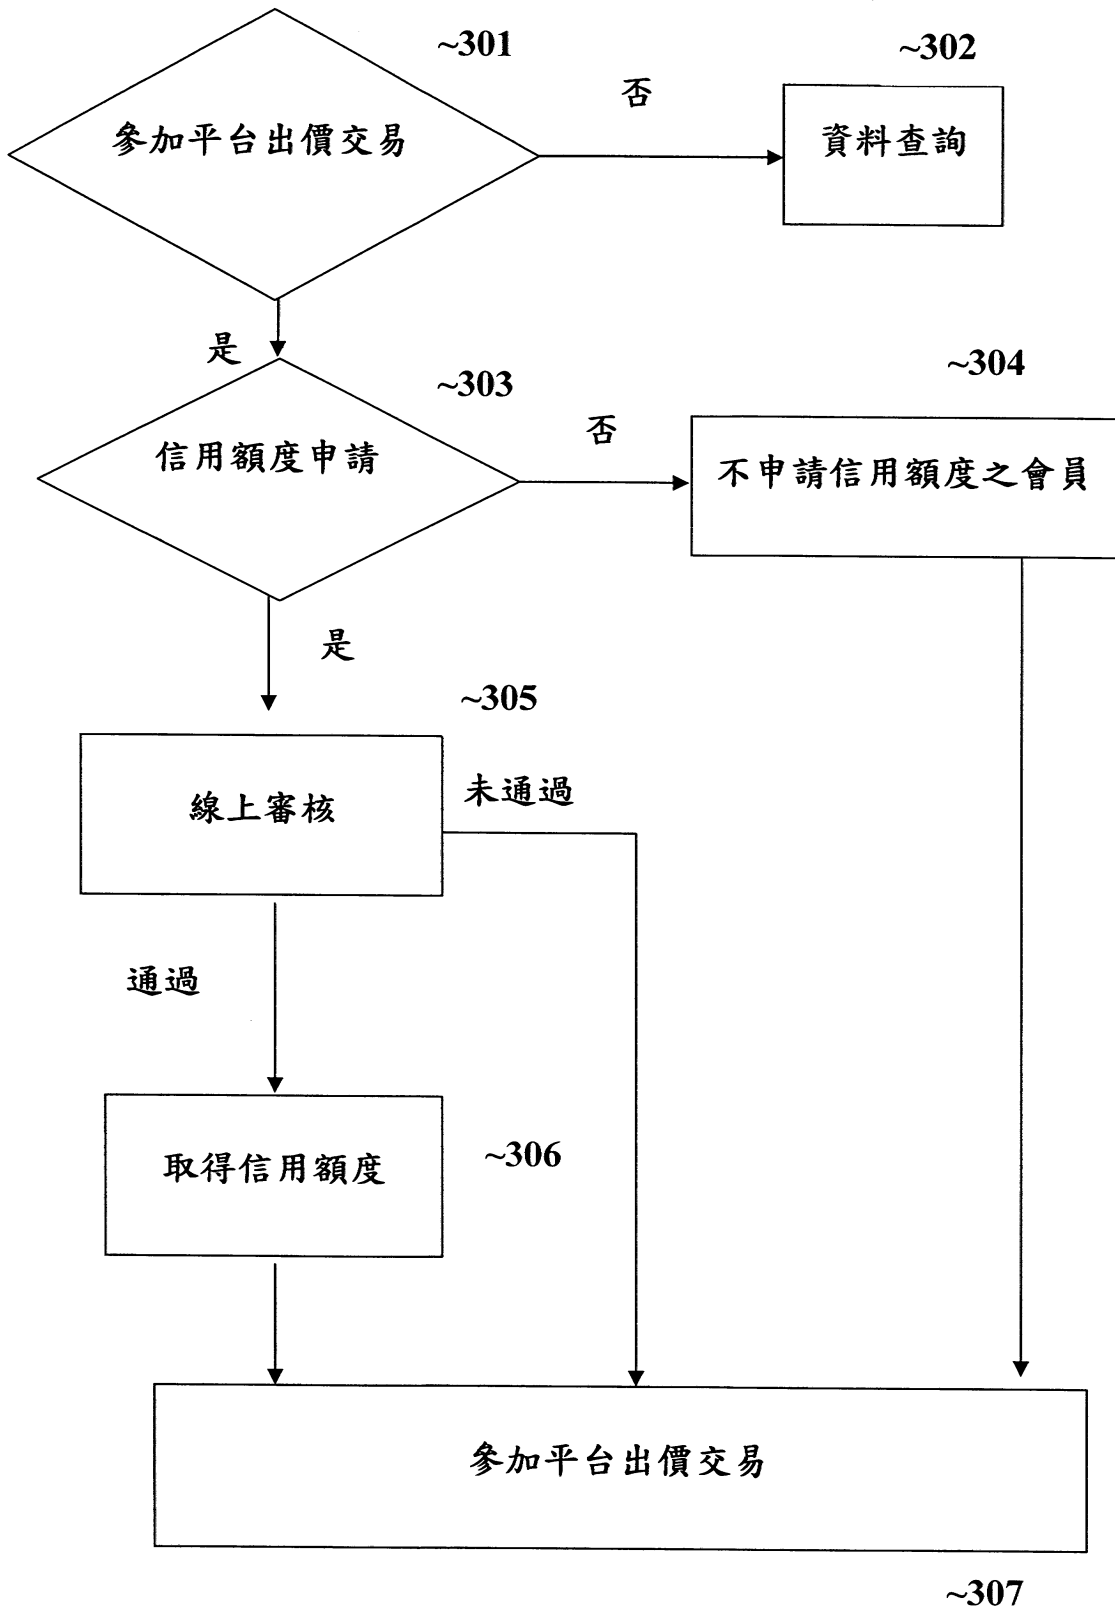 ~301
~302
否
參加平台出價交易
資料查詢
是
~303
~304
否
信用額度申請
不申請信用額度之會員
是
~305
未通過
線上審核
通過
~306
取得信用額度
參加平台出價交易
~307